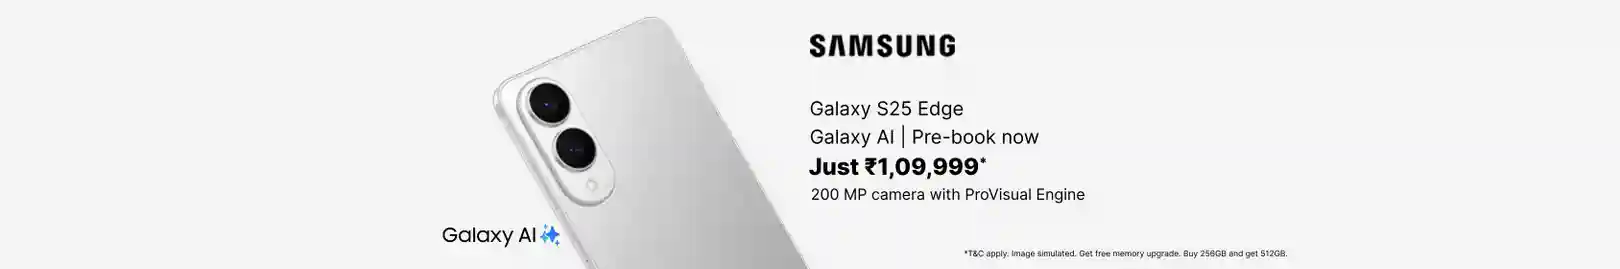 SAMSUNG
Galaxy S25 Edge
Galaxy AI | Pre-book now
Just ₹1,09,999*
200 MP camera with ProVisual Engine
Galaxy AI
*T&C apply. Image simulated. Get free memory upgrade. Buy 256GB and get 512GB.